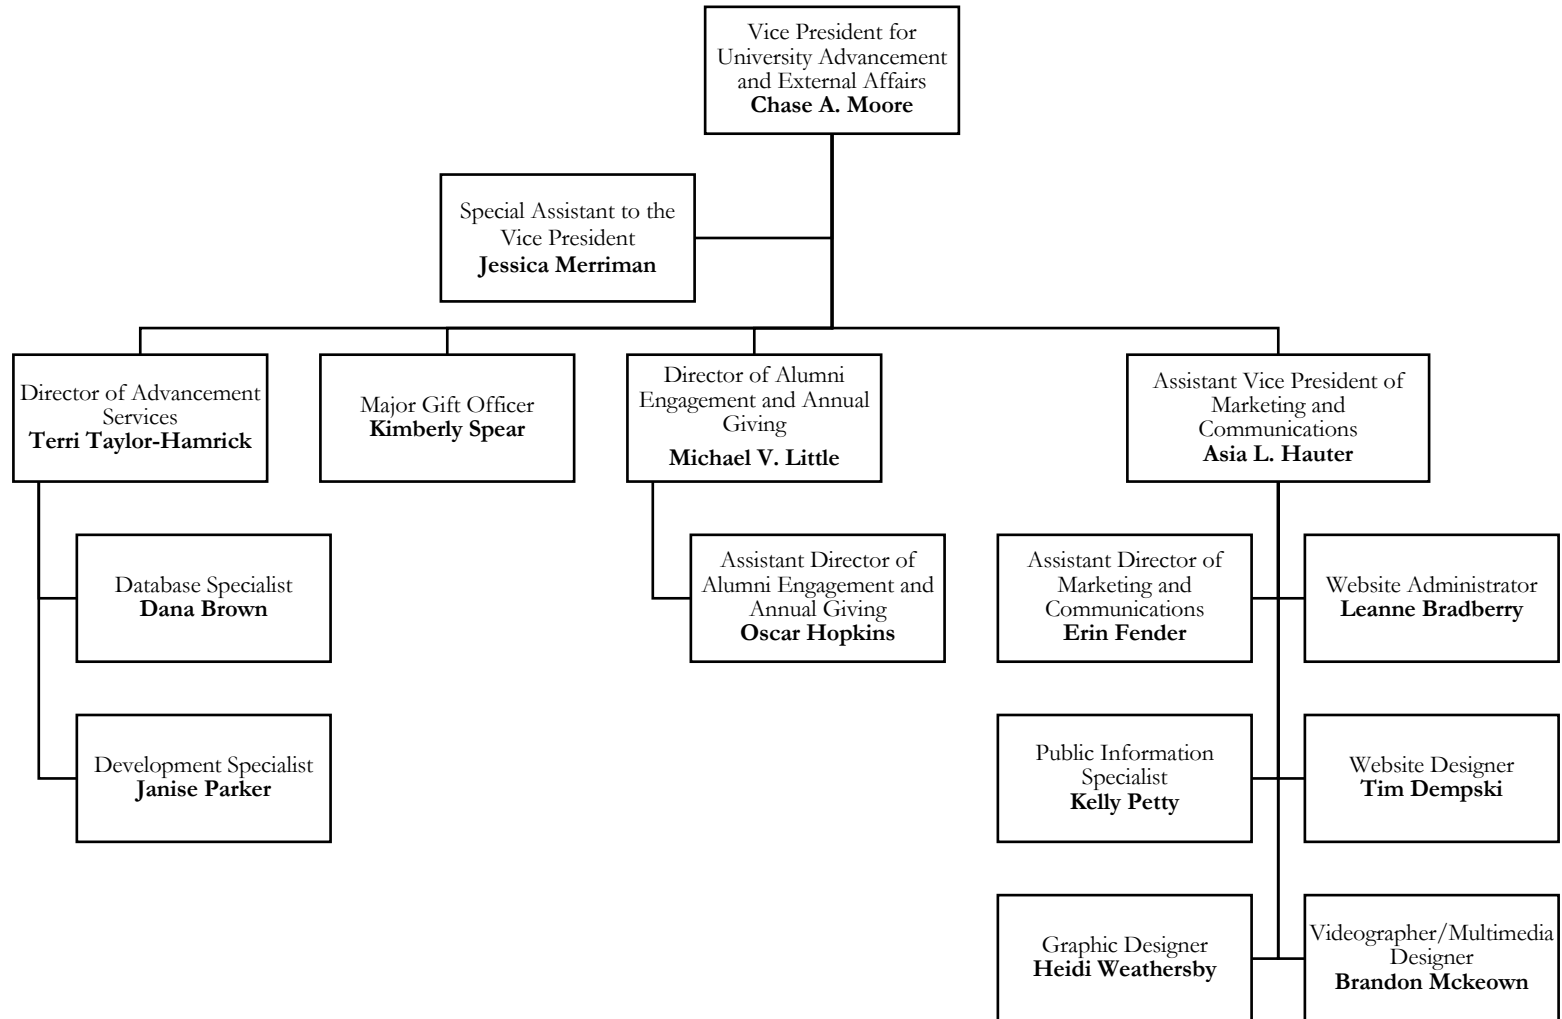 Vice President for
University Advancement
and External Affairs
Chase A. Moore
Special Assistant to the
Vice President
Jessica Merriman
Director of Advancement
Services
Terri Taylor-Hamrick
Major Gift Officer
Kimberly Spear
Director of Alumni
Engagement and Annual
Giving
Michael V. Little
Assistant Vice President of
Marketing and
Communications
Asia L. Hauter
Database Specialist
Dana Brown
Assistant Director of
Alumni Engagement and
Annual Giving
Oscar Hopkins
Assistant Director of
Marketing and
Communications
Erin Fender
Website Administrator
Leanne Bradberry
Development Specialist
Janise Parker
Public Information
Specialist
Kelly Petty
Website Designer
Tim Dempski
Graphic Designer
Heidi Weathersby
Videographer/Multimedia
Designer
Brandon Mckeown